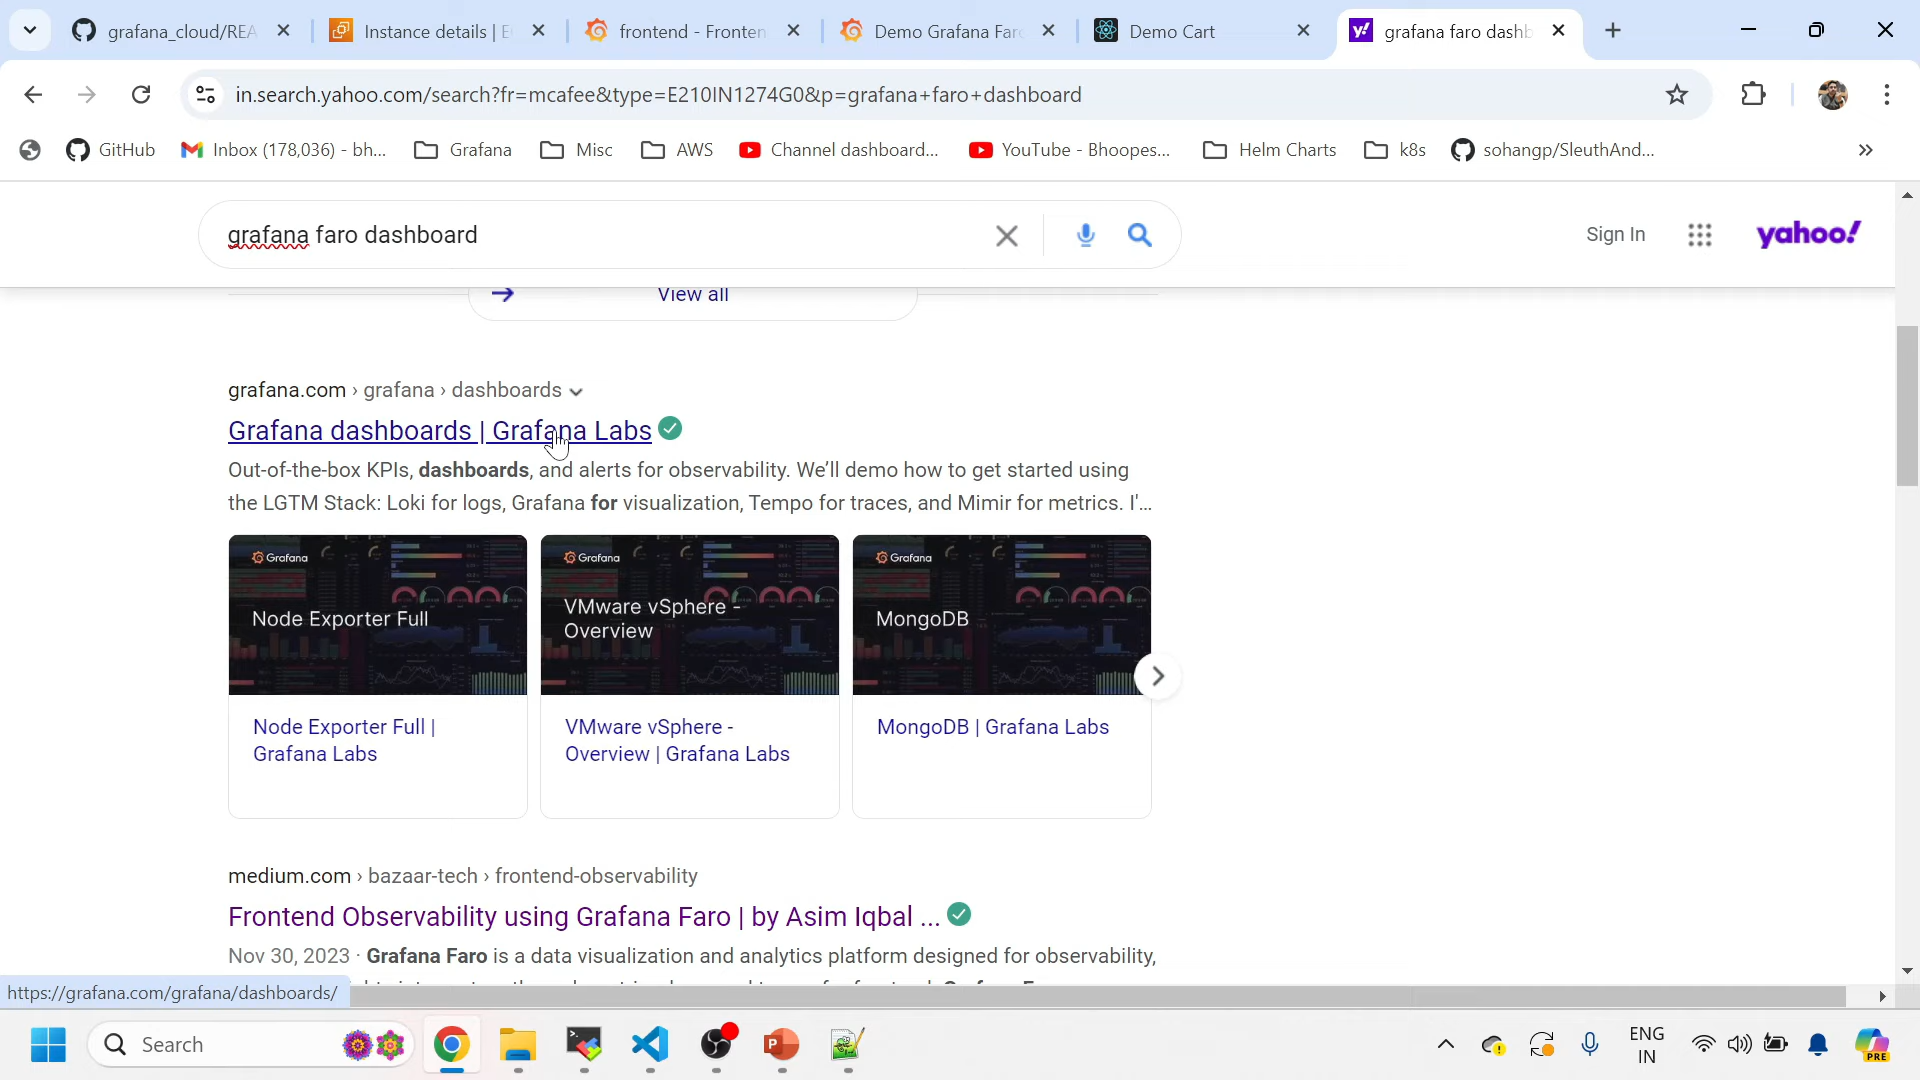 grafana_cloud/REA
Instance details | E
frontend - Fronten
Demo Grafana Faro
Demo Cart
grafana faro dashb
in.search.yahoo.com/search?fr=mcafee&type=E210IN1274G0&p=grafana+faro+dashboard
GitHub
Inbox (178,036) - bh...
Grafana
Misc
AWS
Channel dashboard...
YouTube - Bhoopes...
Helm Charts
k8s
sohangp/SleuthAnd...
grafana faro dashboard
Sign In
yahoo!
View all
grafana.com › grafana › dashboards
Grafana dashboards | Grafana Labs
Out-of-the-box KPIs, dashboards, and alerts for observability. We'll demo how to get started using
the LGTM Stack: Loki for logs, Grafana for visualization, Tempo for traces, and Mimir for metrics. I'...
Grafana
Node Exporter Full
Grafana
VMware vSphere -
Overview
Grafana
MongoDB
Node Exporter Full |
Grafana Labs
VMware vSphere -
Overview | Grafana Labs
MongoDB | Grafana Labs
medium.com › bazaar-tech › frontend-observability
Frontend Observability using Grafana Faro | by Asim Iqbal ...
Nov 30, 2023 · Grafana Faro is a data visualization and analytics platform designed for observability,
https://grafana.com/grafana/dashboards/
Search
ENG
IN
PRE